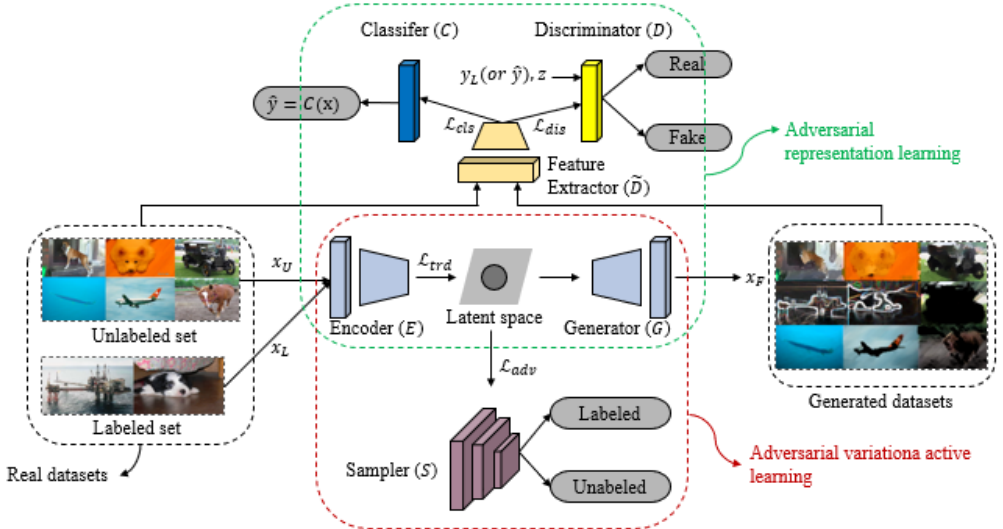 Classifer (C)
Discriminator (D)
y_L(or ŷ), z
Real
ŷ = C(x)
ℒ_cls
ℒ_dis
Fake
Feature
Extractor (D̃)
Adversarial
representation learning
x_U
ℒ_trd
x_F
Unlabeled set
Encoder (E)
Latent space
Generator (G)
x_L
ℒ_adv
Generated datasets
Labeled set
Labeled
Real datasets
Sampler (S)
Unabeled
Adversarial variationa active
learning